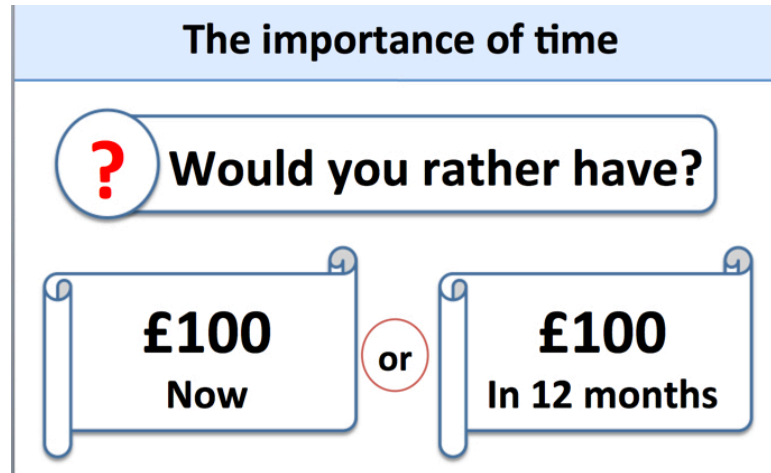 The importance of time
? Would you rather have?
£100
Now
or
£100
In 12 months